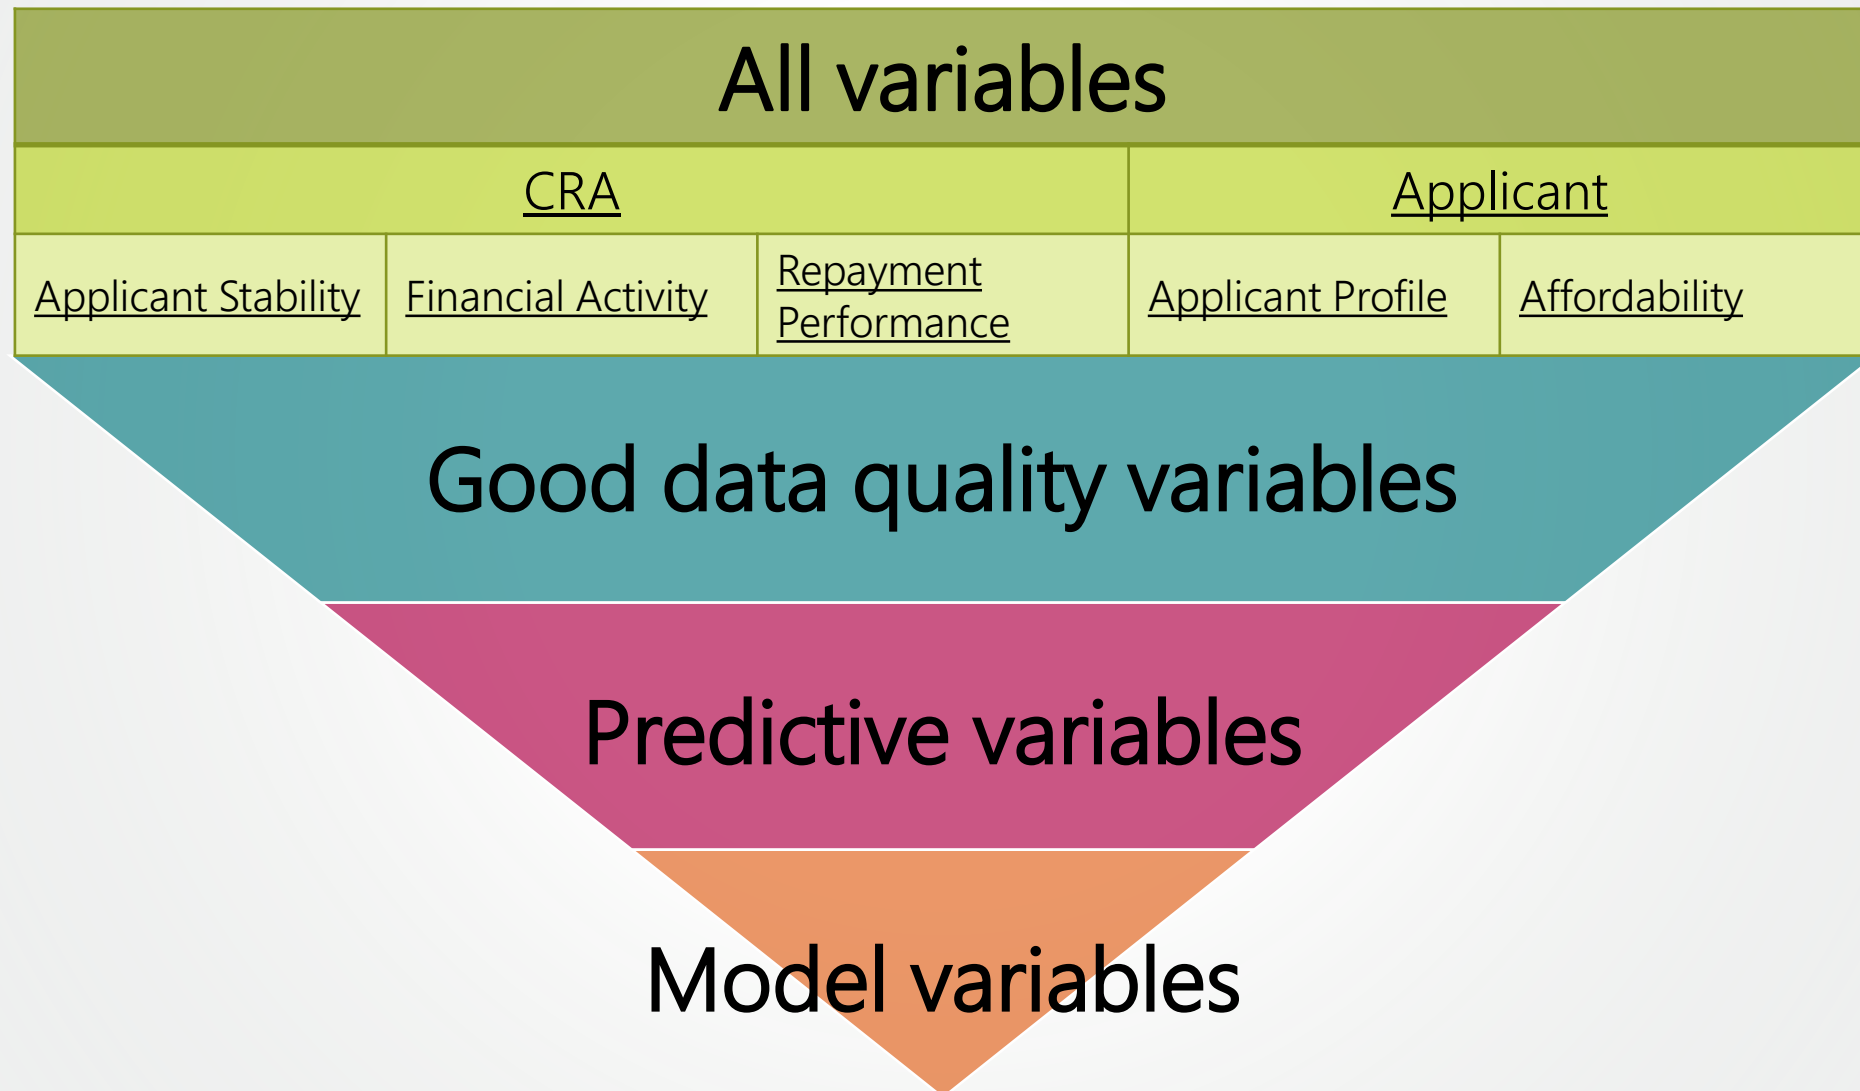 All variables
CRA
Applicant
Applicant Stability
Financial Activity
Repayment
Performance
Applicant Profile
Affordability
Good data quality variables
Predictive variables
Model variables